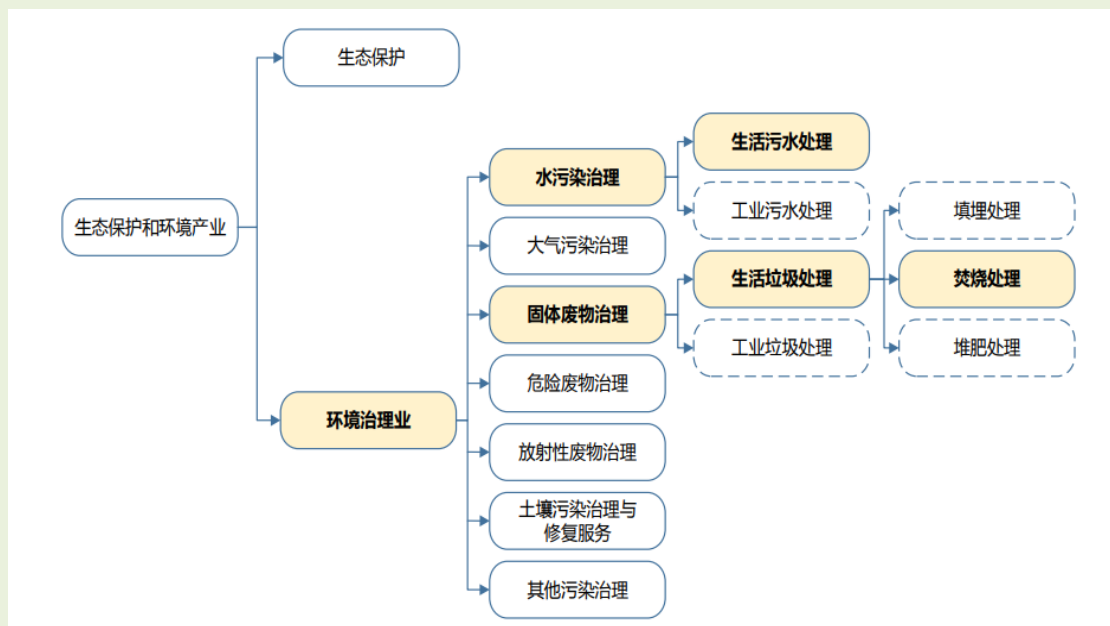 生态保护
生活污水处理
水污染治理
工业污水处理
填埋处理
生态保护和环境产业
大气污染治理
生活垃圾处理
焚烧处理
固体废物治理
工业垃圾处理
堆肥处理
危险废物治理
环境治理业
放射性废物治理
土壤污染治理与
修复服务
其他污染治理